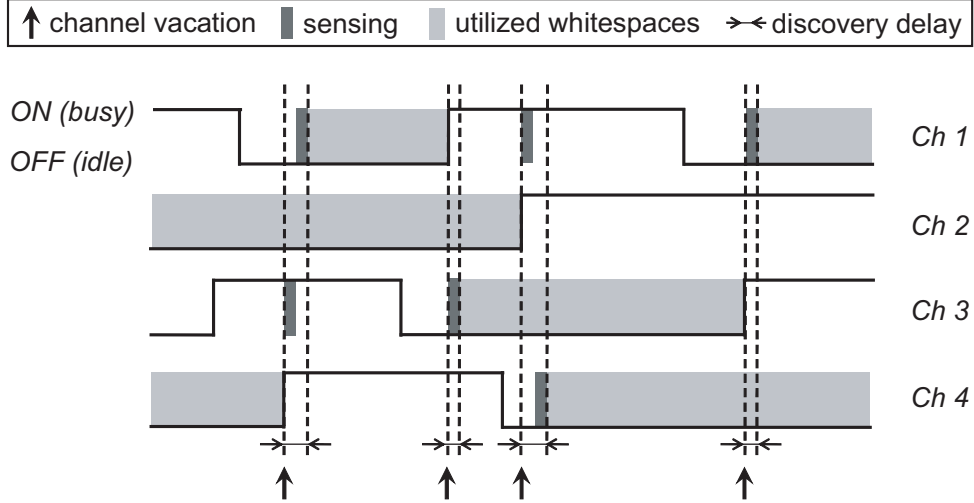 channel vacation sensing utilized whitespaces discovery delay
ON (busy)
Ch 1
OFF (idle)
Ch 2
Ch 3
Ch 4